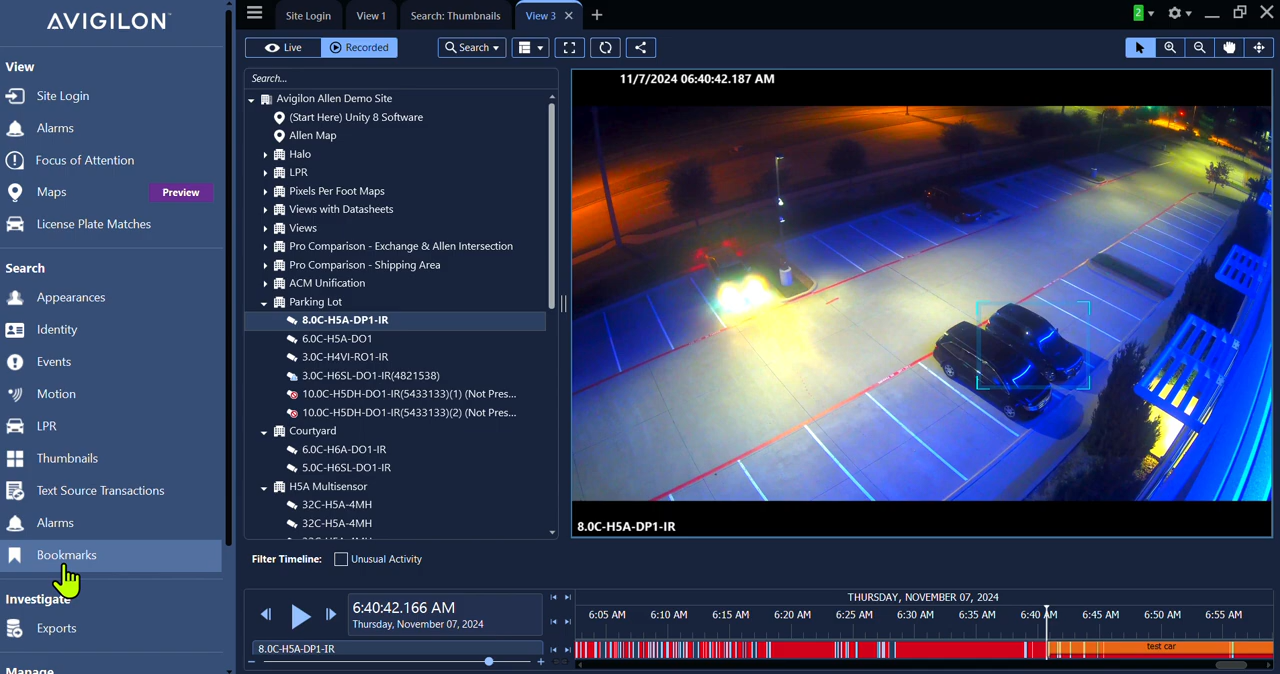 AVIGILON™
View
Site Login
Alarms
Focus of Attention
Maps
Preview
License Plate Matches
Search
Appearances
Identity
Events
Motion
LPR
Thumbnails
Text Source Transactions
Alarms
Bookmarks
Investigate
Exports
Manage
Site Login
View 1
Search: Thumbnails
View 3
2
Live
Recorded
Search
Search...
Avigilon Allen Demo Site
(Start Here) Unity 8 Software
Allen Map
Halo
LPR
Pixels Per Foot Maps
Views with Datasheets
Views
Pro Comparison - Exchange & Allen Intersection
Pro Comparison - Shipping Area
ACM Unification
Parking Lot
8.0C-H5A-DP1-IR
6.0C-H5A-DO1
3.0C-H4VI-RO1-IR
3.0C-H6SL-DO1-IR(4821538)
10.0C-H5DH-DO1-IR(5433133)(1) (Not Pres...
10.0C-H5DH-DO1-IR(5433133)(2) (Not Pres...
Courtyard
6.0C-H6A-DO1-IR
5.0C-H6SL-DO1-IR
H5A Multisensor
32C-H5A-4MH
32C-H5A-4MH
11/7/2024 06:40:42.187 AM
8.0C-H5A-DP1-IR
Filter Timeline:
Unusual Activity
6:40:42.166 AM
Thursday, November 07, 2024
8.0C-H5A-DP1-IR
THURSDAY, NOVEMBER 07, 2024
6:05 AM 6:10 AM 6:15 AM 6:20 AM 6:25 AM 6:30 AM 6:35 AM 6:40 AM 6:45 AM 6:50 AM 6:55 AM
test car